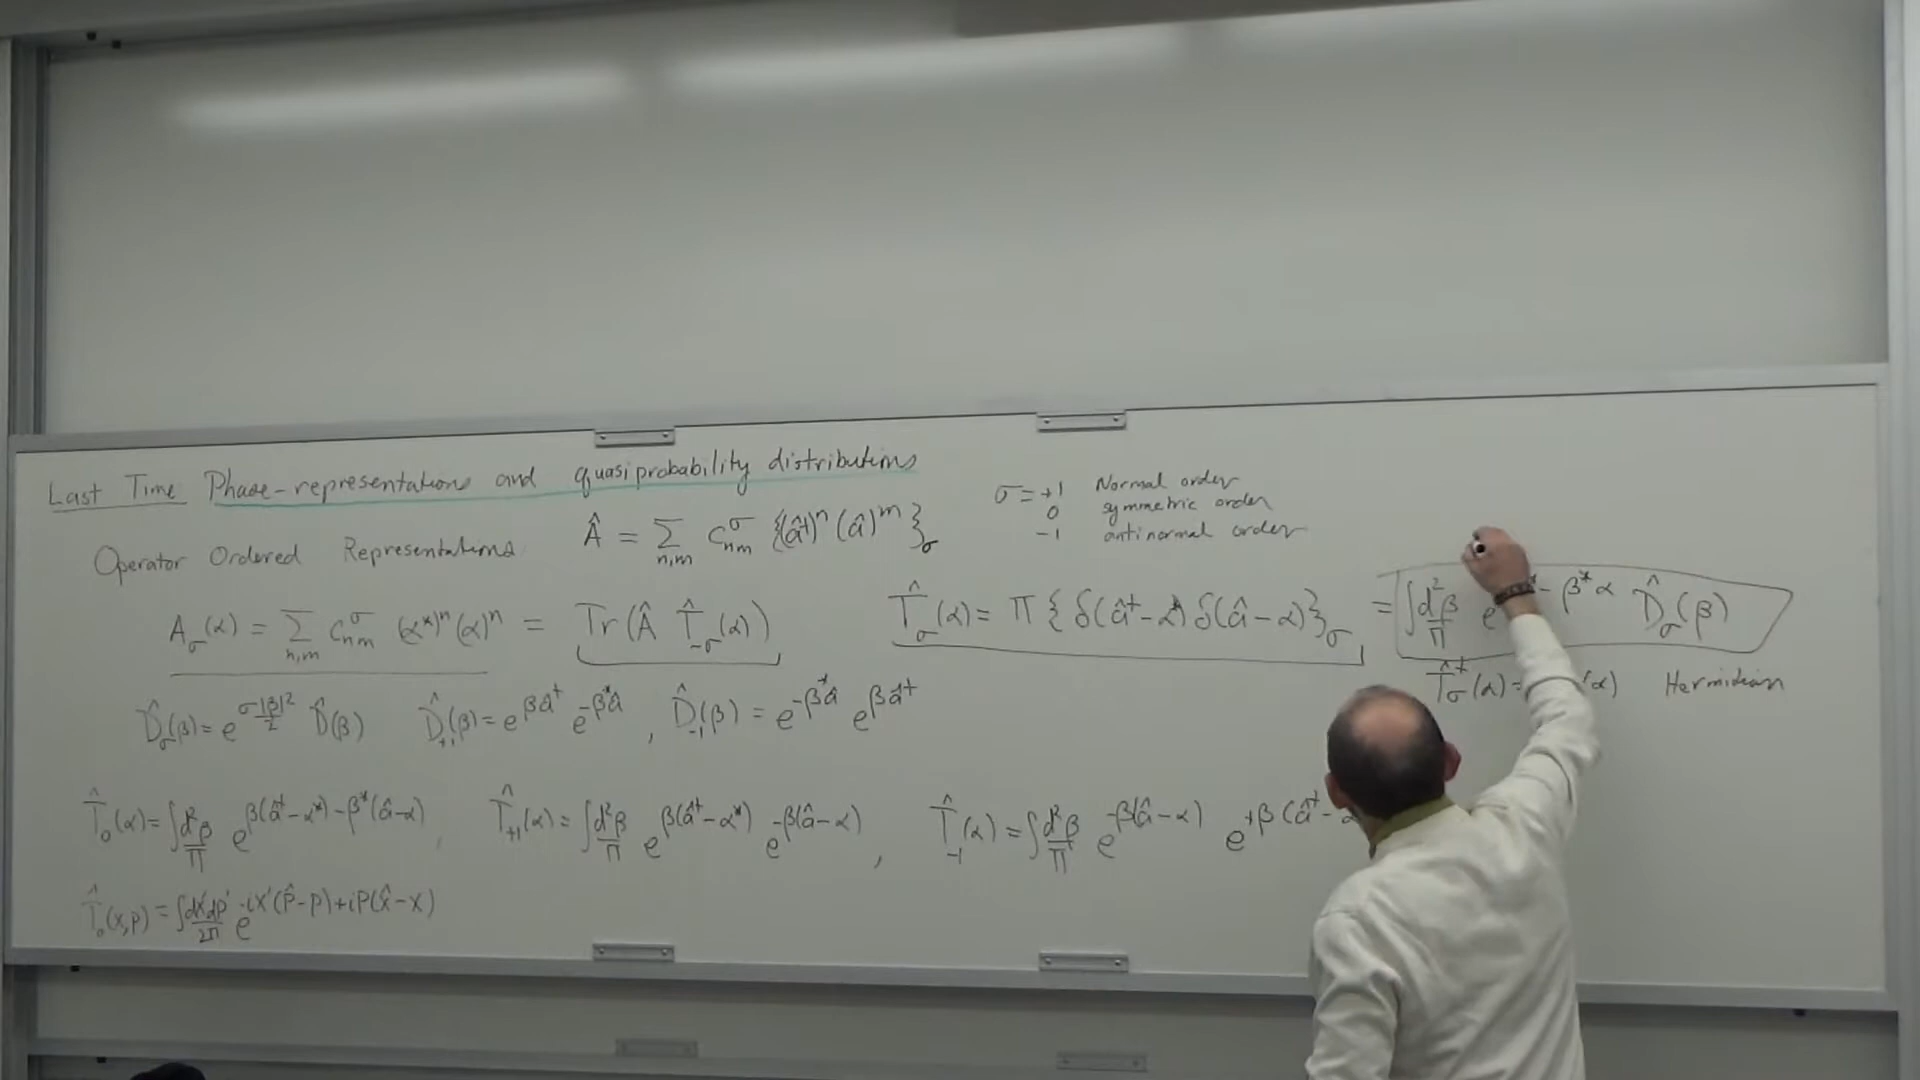 Last Time Phase-representations and quasiprobability distributions
σ = +1 Normal order
0 symmetric order
-1 antinormal order
Operator Ordered Representations Â = Σ_{n,m} C^σ_{nm} {(â†)^n (â)^m}_σ
A_σ(α) = Σ_{n,m} C^σ_{nm} (α*)^n (α)^n = Tr(Â T̂_{-σ}(α))
T̂_σ(α) = π {δ(â†-α*) δ(â-α)}_σ = ∫ d²β/π e - β*α D̂_σ(β)
T̂†_σ(α) = (α) Hermitian
D̂_σ(β) = e^{σ|β|²/2} D̂(β) D̂_{+1}(β) = e^{βâ†} e^{-β*â} , D̂_{-1}(β) = e^{-β*â} e^{βâ†}
T̂_0(α) = ∫ d²β/π e^{β(â†-α*)-β*(â-α)} , T̂_{+1}(α) = ∫ d²β/π e^{β(â†-α*)} e^{-β(â-α)} , T̂_{-1}(α) = ∫ d²β/π e^{-β(â-α)} e^{+β(â†-α
T̂_0(x,p) = ∫ dx'dp'/2π e^{-ix'(p̂-p)+ip(x̂-x)}